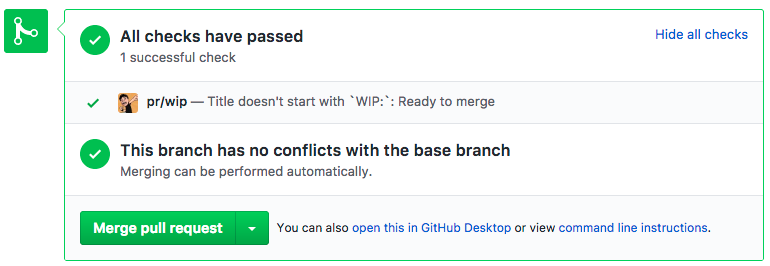 All checks have passed
Hide all checks
1 successful check
pr/wip — Title doesn't start with `WIP:`: Ready to merge
This branch has no conflicts with the base branch
Merging can be performed automatically.
Merge pull request
You can also open this in GitHub Desktop or view command line instructions.